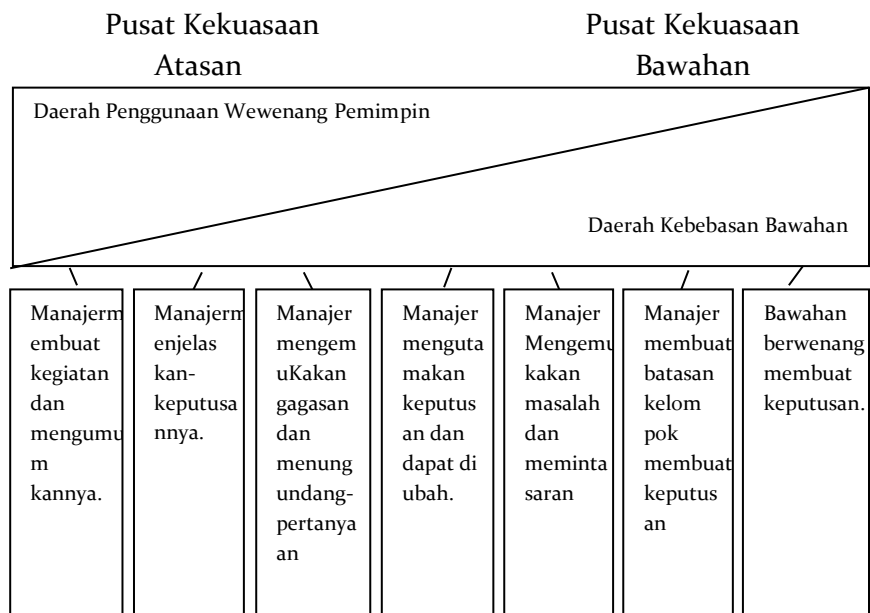 Pusat Kekuasaan
Atasan
Pusat Kekuasaan
Bawahan
Daerah Penggunaan Wewenang Pemimpin
Daerah Kebebasan Bawahan
Manajerm
embuat
kegiatan
dan
mengumu
m
kannya.
Manajerm
enjelas
kan-
keputusa
nnya.
Manajer
mengem
uKakan
gagasan
dan
menung
undang-
pertanya
an
Manajer
menguta
makan
keputus
an dan
dapat di
ubah.
Manajer
Mengemu
kakan
masalah
dan
meminta
saran
Manajer
membuat
batasan
kelom
pok
membuat
keputus
an
Bawahan
berwenang
membuat
keputusan.